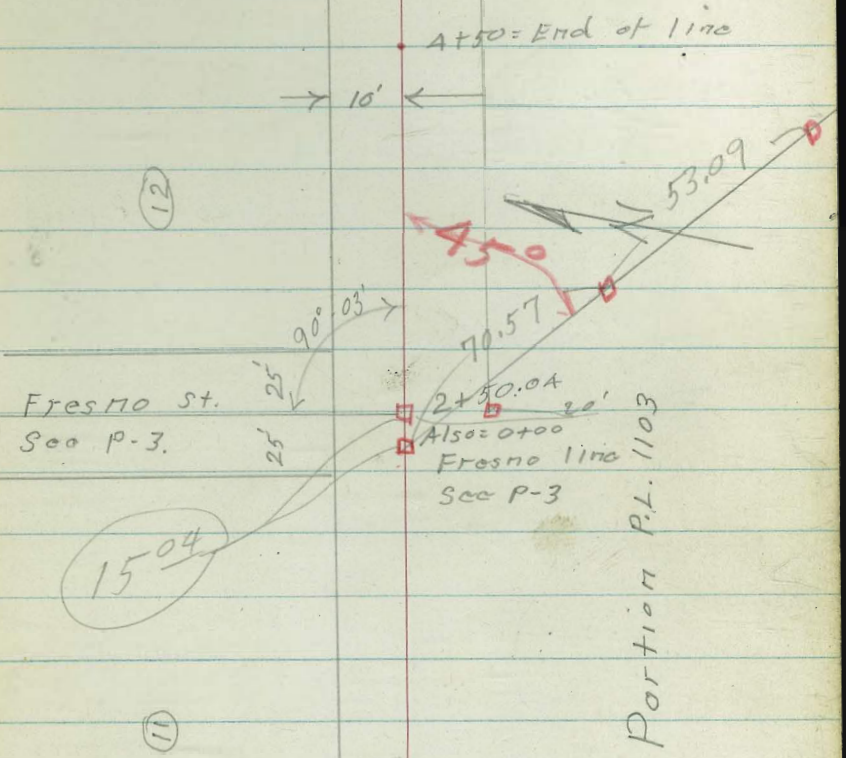 4+50 = End of line
10'
53.09
12
45°
90°-03'
70.57
25'
2+50.04
20'
Fresno St.
See P-3.
25'
Also = 0+00
Fresno line
See P-3
15 04
Portion P.L. 1103
11